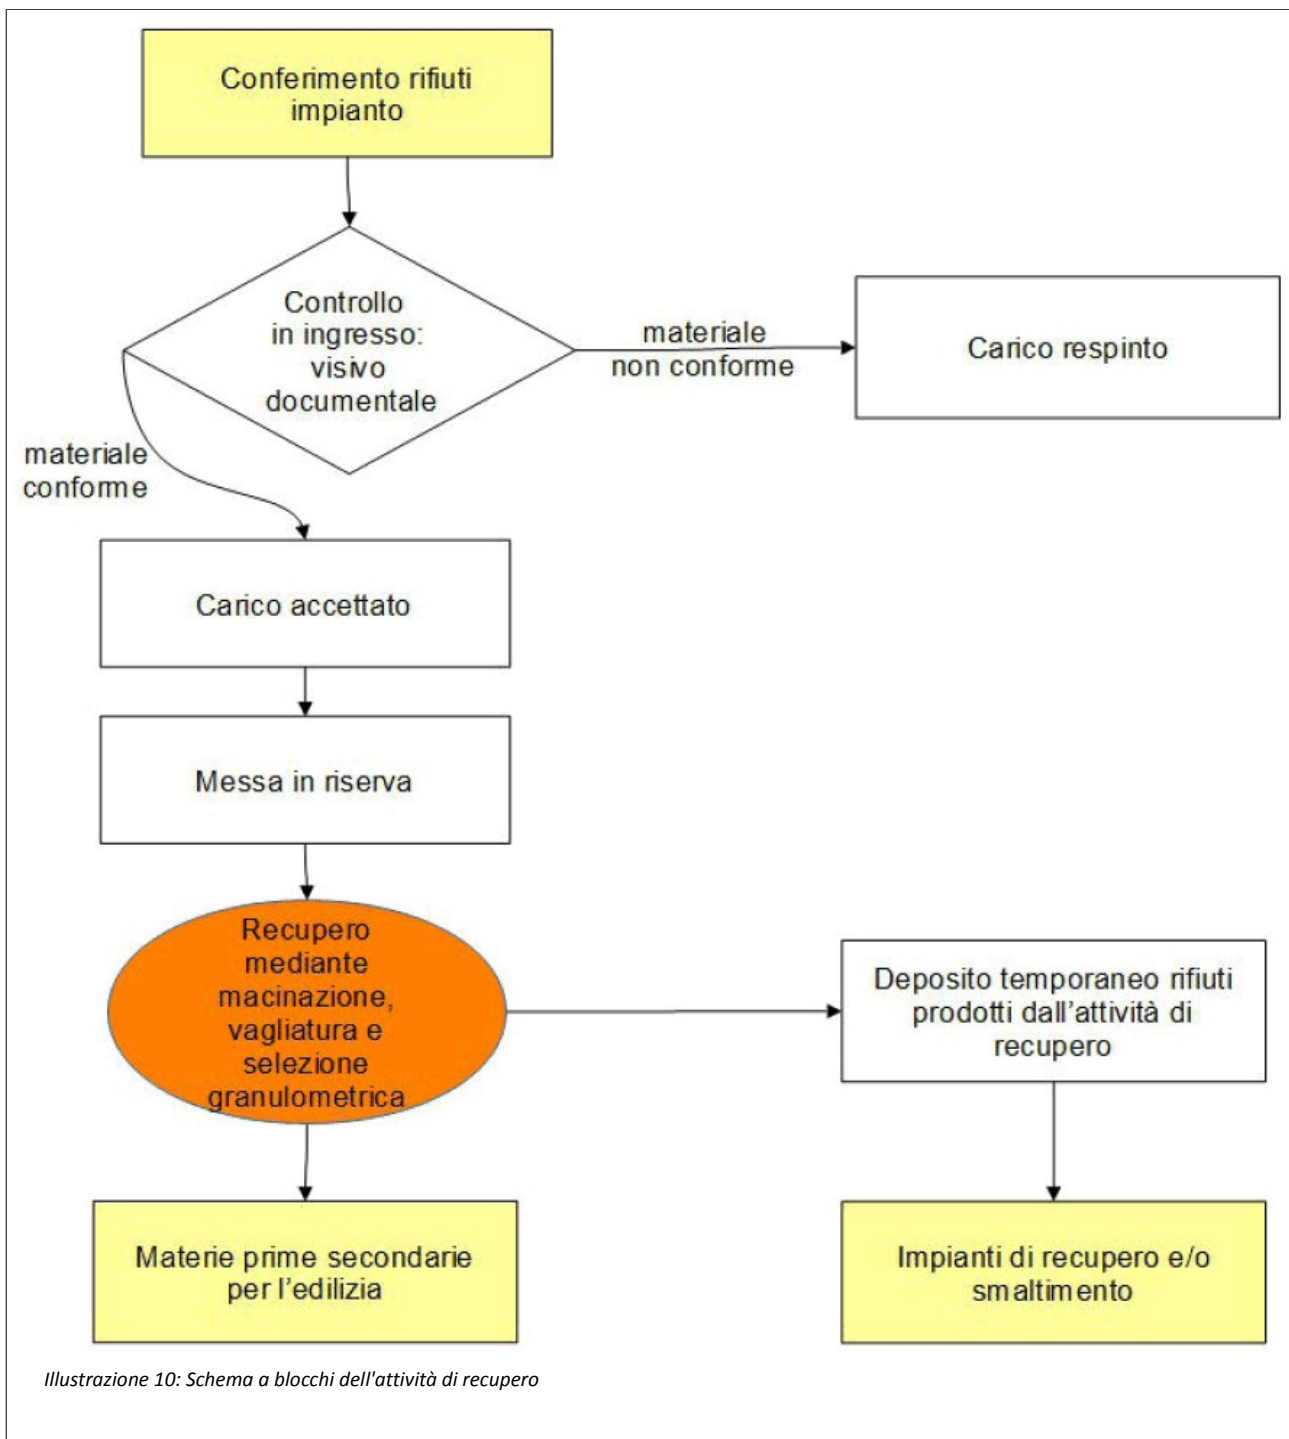 Conferimento rifiuti
impianto
Controllo
in ingresso:
visivo
documentale
materiale
non conforme
Carico respinto
materiale
conforme
Carico accettato
Messa in riserva
Recupero
mediante
macinazione,
vagliatura e
selezione
granulometrica
Deposito temporaneo rifiuti
prodotti dall'attività di
recupero
Materie prime secondarie
per l'edilizia
Impianti di recupero e/o
smaltimento
Illustrazione 10: Schema a blocchi dell'attività di recupero